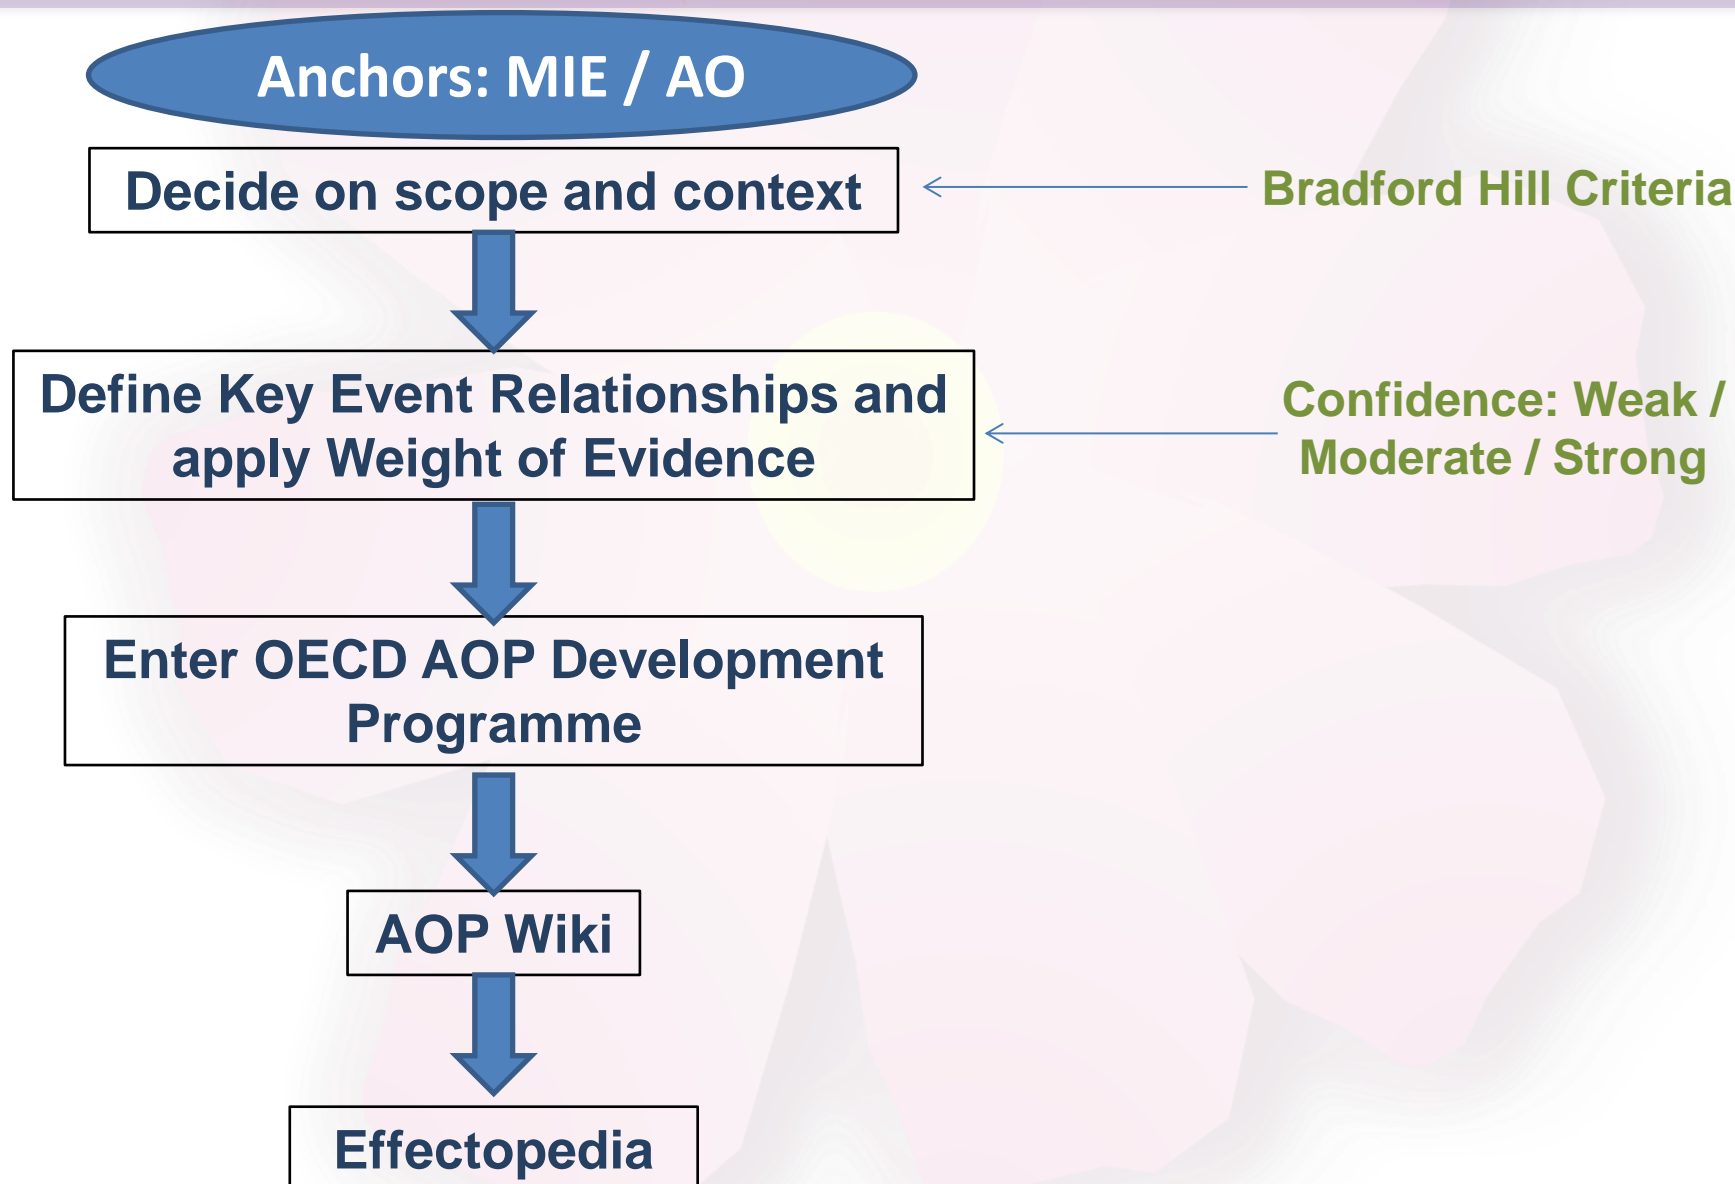 Anchors: MIE / AO
Decide on scope and context
Bradford Hill Criteria
Define Key Event Relationships and
apply Weight of Evidence
Confidence: Weak /
Moderate / Strong
Enter OECD AOP Development
Programme
AOP Wiki
Effectopedia